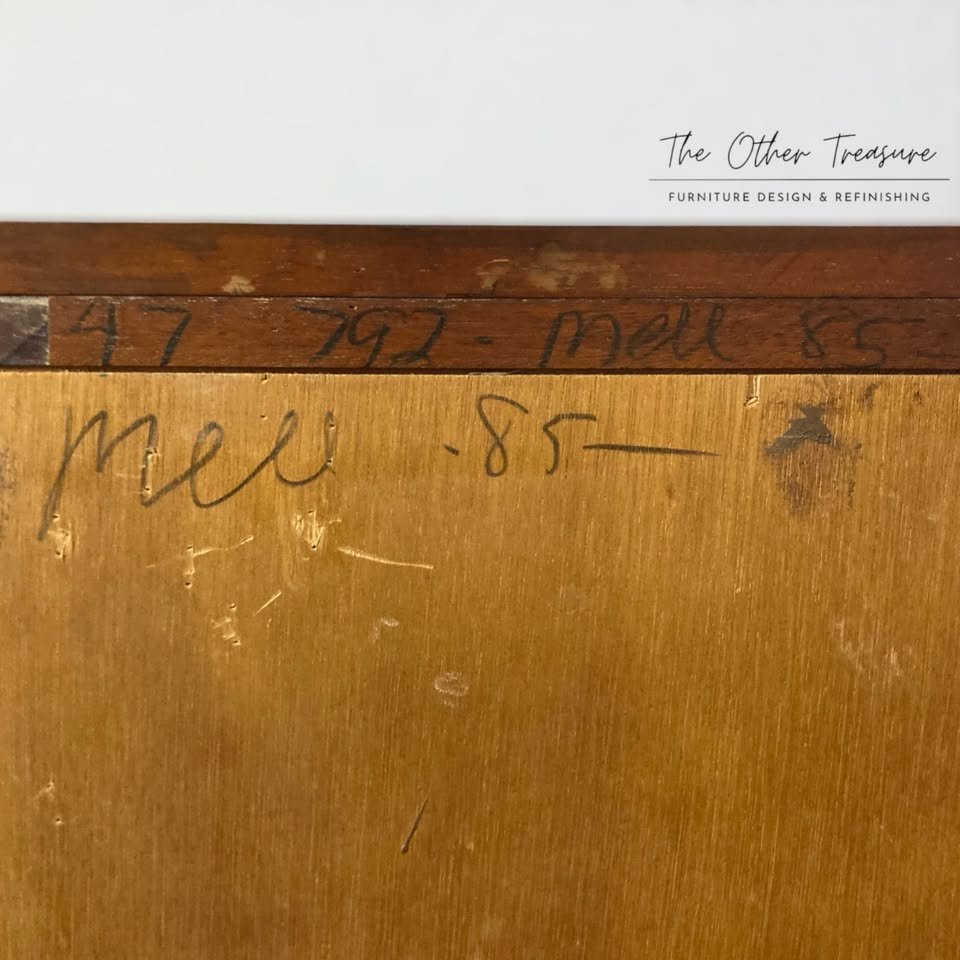 The Other Treasure
FURNITURE DESIGN & REFINISHING
47 792 - Mell 85-
Mell - 85—